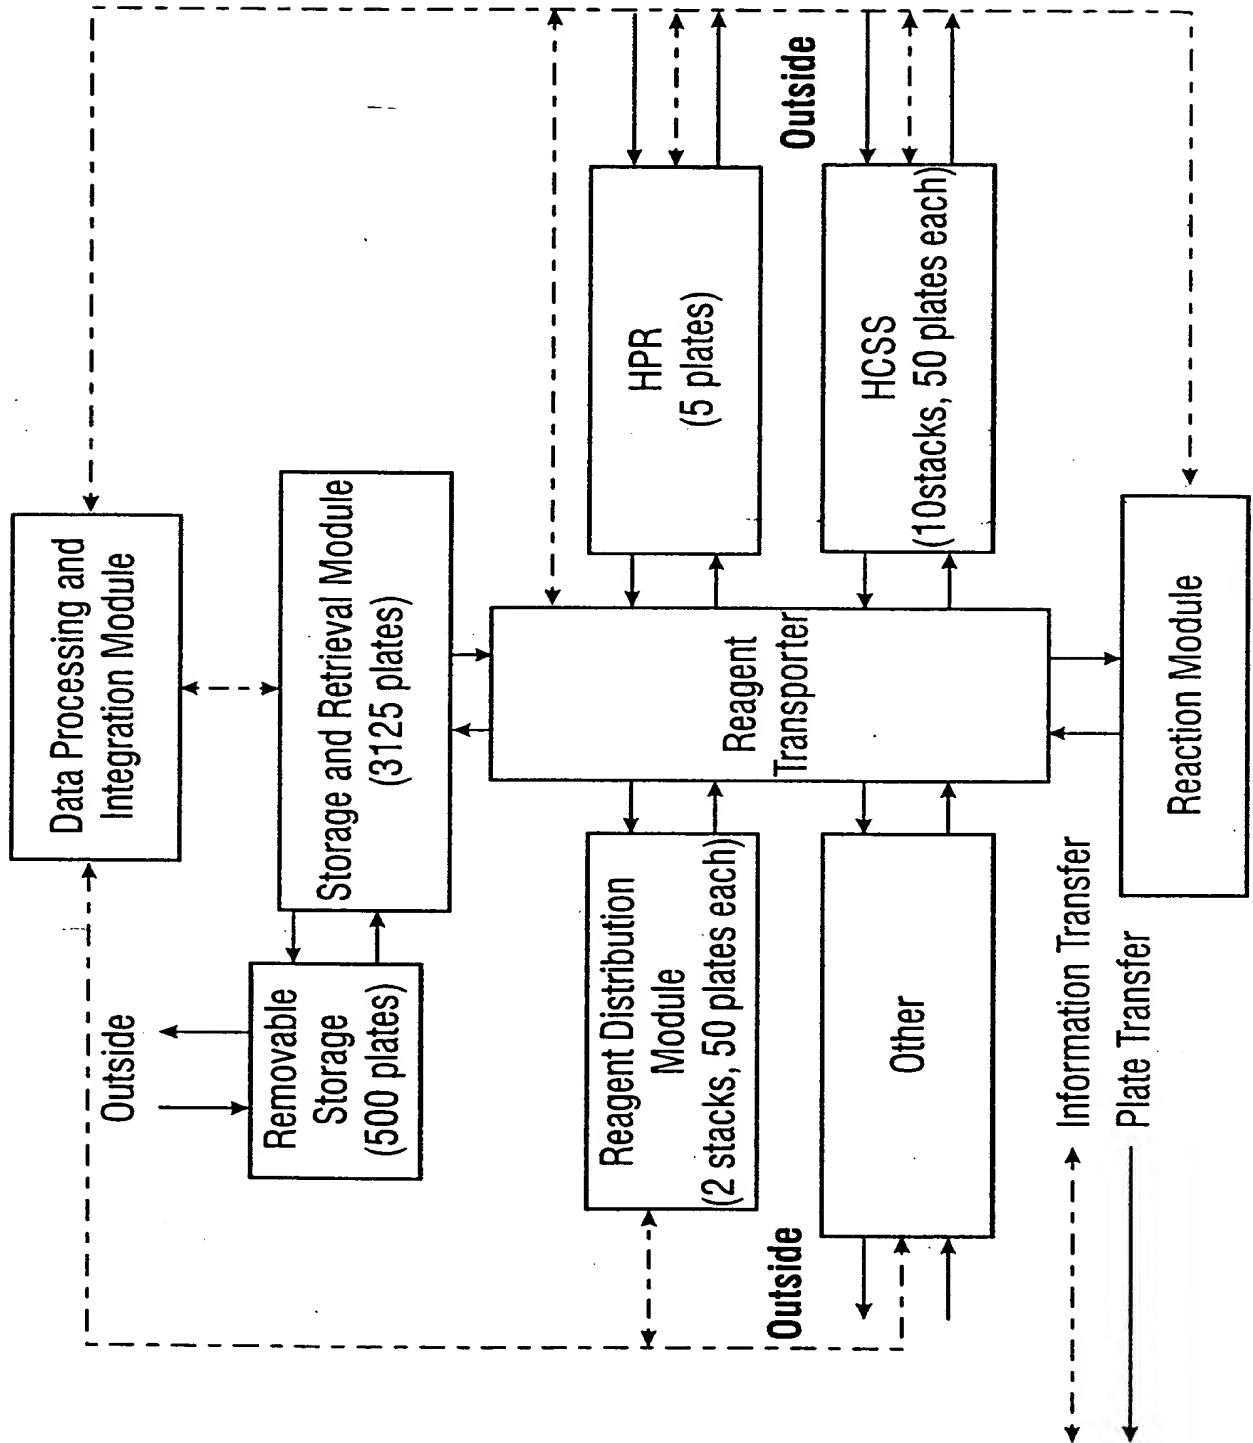 Data Processing and
Integration Module
Outside
Removable
Storage
(500 plates)
Storage and Retrieval Module
(3125 plates)
Reagent Distribution
Module
(2 stacks, 50 plates each)
Reagent
Transporter
HPR
(5 plates)
Outside
Other
Outside
HCSS
(10stacks, 50 plates each)
Information Transfer
Plate Transfer
Reaction Module